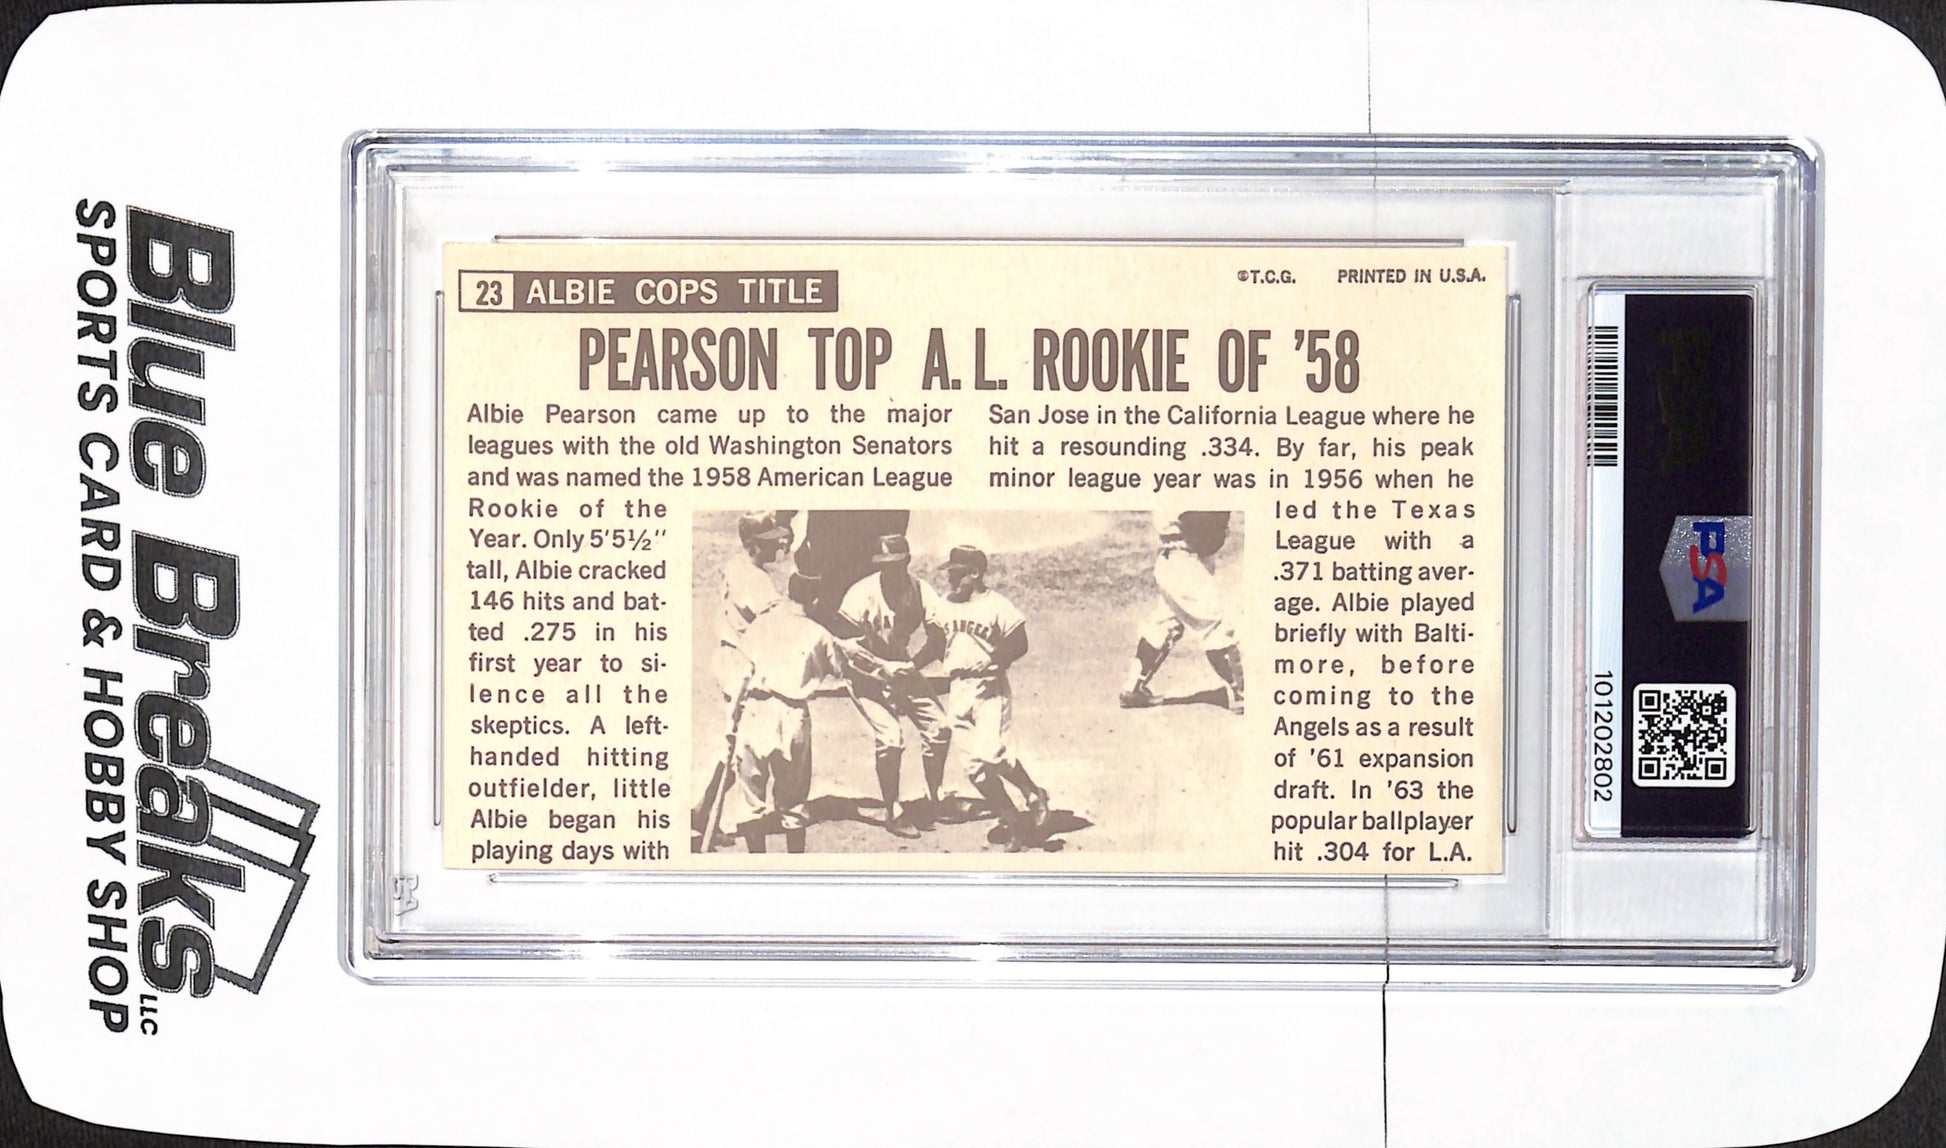 Blue Breaks LLC
SPORTS CARD & HOBBY SHOP
23 ALBIE COPS TITLE
©T.C.G. PRINTED IN U.S.A.
PEARSON TOP A.L. ROOKIE OF '58
Albie Pearson came up to the major
leagues with the old Washington Senators
and was named the 1958 American League
Rookie of the
Year. Only 5'5½"
tall, Albie cracked
146 hits and bat-
ted .275 in his
first year to si-
lence all the
skeptics. A left-
handed hitting
outfielder, little
Albie began his
playing days with
San Jose in the California League where he
hit a resounding .334. By far, his peak
minor league year was in 1956 when he
led the Texas
League with a
.371 batting aver-
age. Albie played
briefly with Balti-
more, before
coming to the
Angels as a result
of '61 expansion
draft. In '63 the
popular ballplayer
hit .304 for L.A.
PSA
101202802
PSA